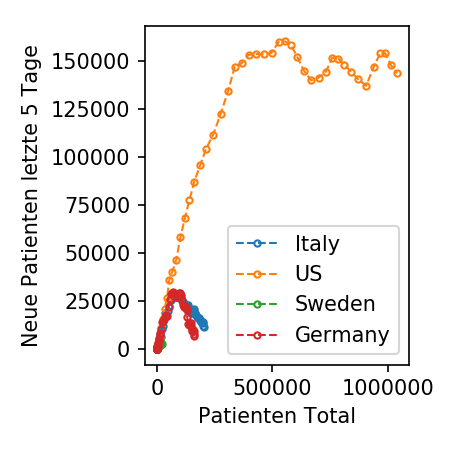 Neue Patienten letzte 5 Tage
150000
125000
100000
75000
50000
25000
0
Italy
US
Sweden
Germany
0
500000
1000000
Patienten Total